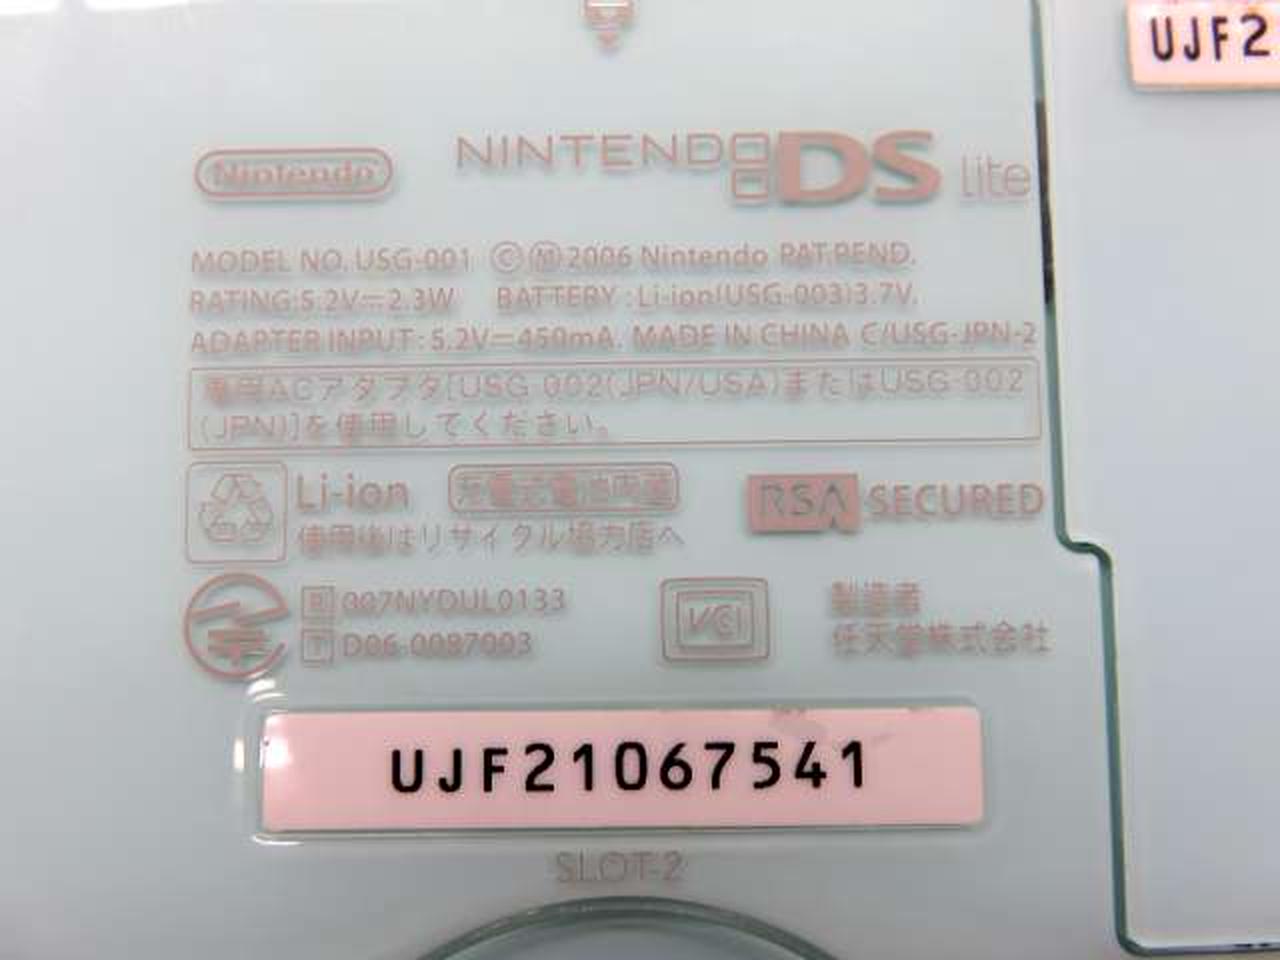 UJF2
Nintendo NINTENDO DS lite
MODEL NO. USG-001 ©Ⓜ2006 Nintendo PAT.PEND.
RATING:5.2V⎓2.3W BATTERY:Li-ion(USG-003)3.7V.
ADAPTER INPUT:5.2V⎓450mA. MADE IN CHINA C/USG-JPN-2
専用ACアダプタ[USG-002(JPN/USA)またはUSG-002
(JPN)]を使用してください。
Li-ion 充電式電池内蔵
使用後はリサイクル協力店へ
RSA SECURED
R 007NYDUL0133
T D06-0087003
VCI
製造者
任天堂株式会社
UJF21067541
SLOT-2